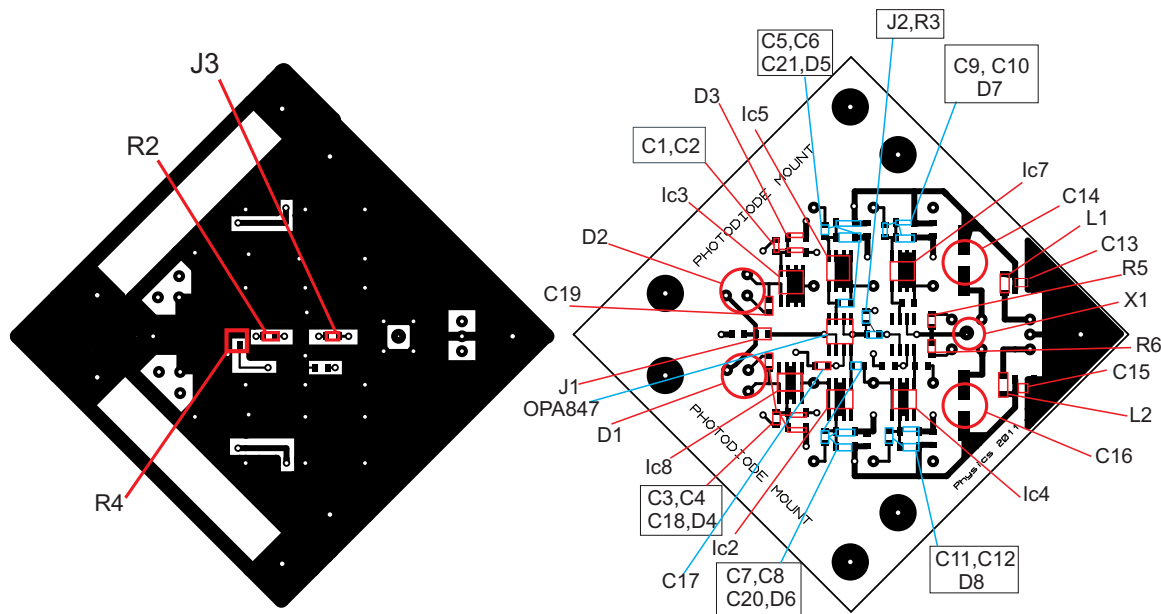 J3
R2
R4
J2,R3
C5,C6
C21,D5
C9, C10
D7
D3
Ic5
C1,C2
Ic7
Ic3
C14
L1
D2
C13
R5
C19
X1
PHOTODIODE MOUNT
J1
OPA847
D1
R6
C15
L2
Ic8
C16
PHOTODIODE MOUNT
Physics 2011
C3,C4
C18,D4
Ic4
Ic2
C17
C7,C8
C20,D6
C11,C12
D8